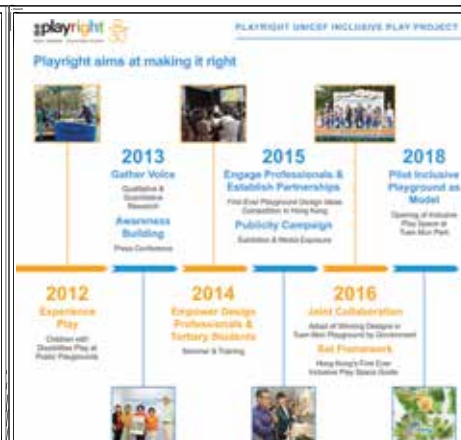 playright
PLAYRIGHT UNICEF INCLUSIVE PLAY PROJECT
Playright aims at making it right
2013
Gather Voice
Qualitative &
Quantitative
Research
Awareness
Building
Press Conference
2015
Engage Professionals &
Establish Partnerships
First-Ever Playground Design Ideas
Competition in Hong Kong
Publicity Campaign
Exhibition & Media Exposure
2018
Pilot Inclusive
Playground as
Model
Opening of Inclusive
Play Space at
Tuen Mun Park
2012
Experience
Play
Children with
Disabilities Play at
Public Playgrounds
2014
Empower Design
Professionals &
Tertiary Students
Seminar & Training
2016
Joint Collaboration
Adopt of Winning Designs in
Tuen Mun Playground by Government
Set Framework
Hong Kong's First Ever
Inclusive Play Space Guide